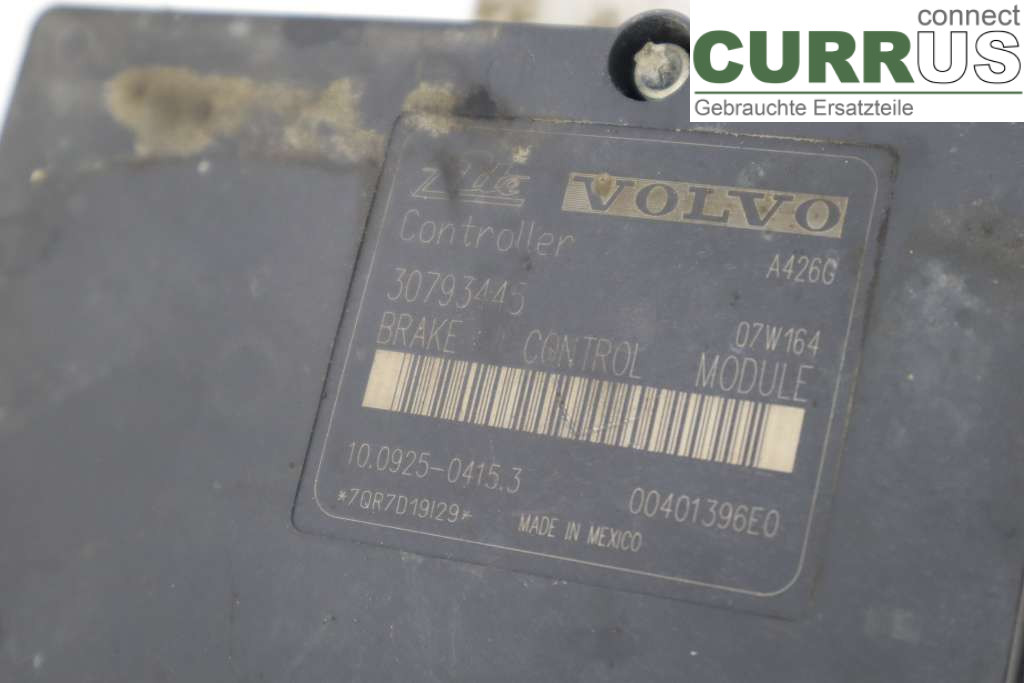 connect
CURRUS
Gebrauchte Ersatzteile
VOLVO
Controller
A426G
30793445
07W164
BRAKE CONTROL MODULE
10.0925-0415.3
00401396E0
*7QR7D19I29*
MADE IN MEXICO